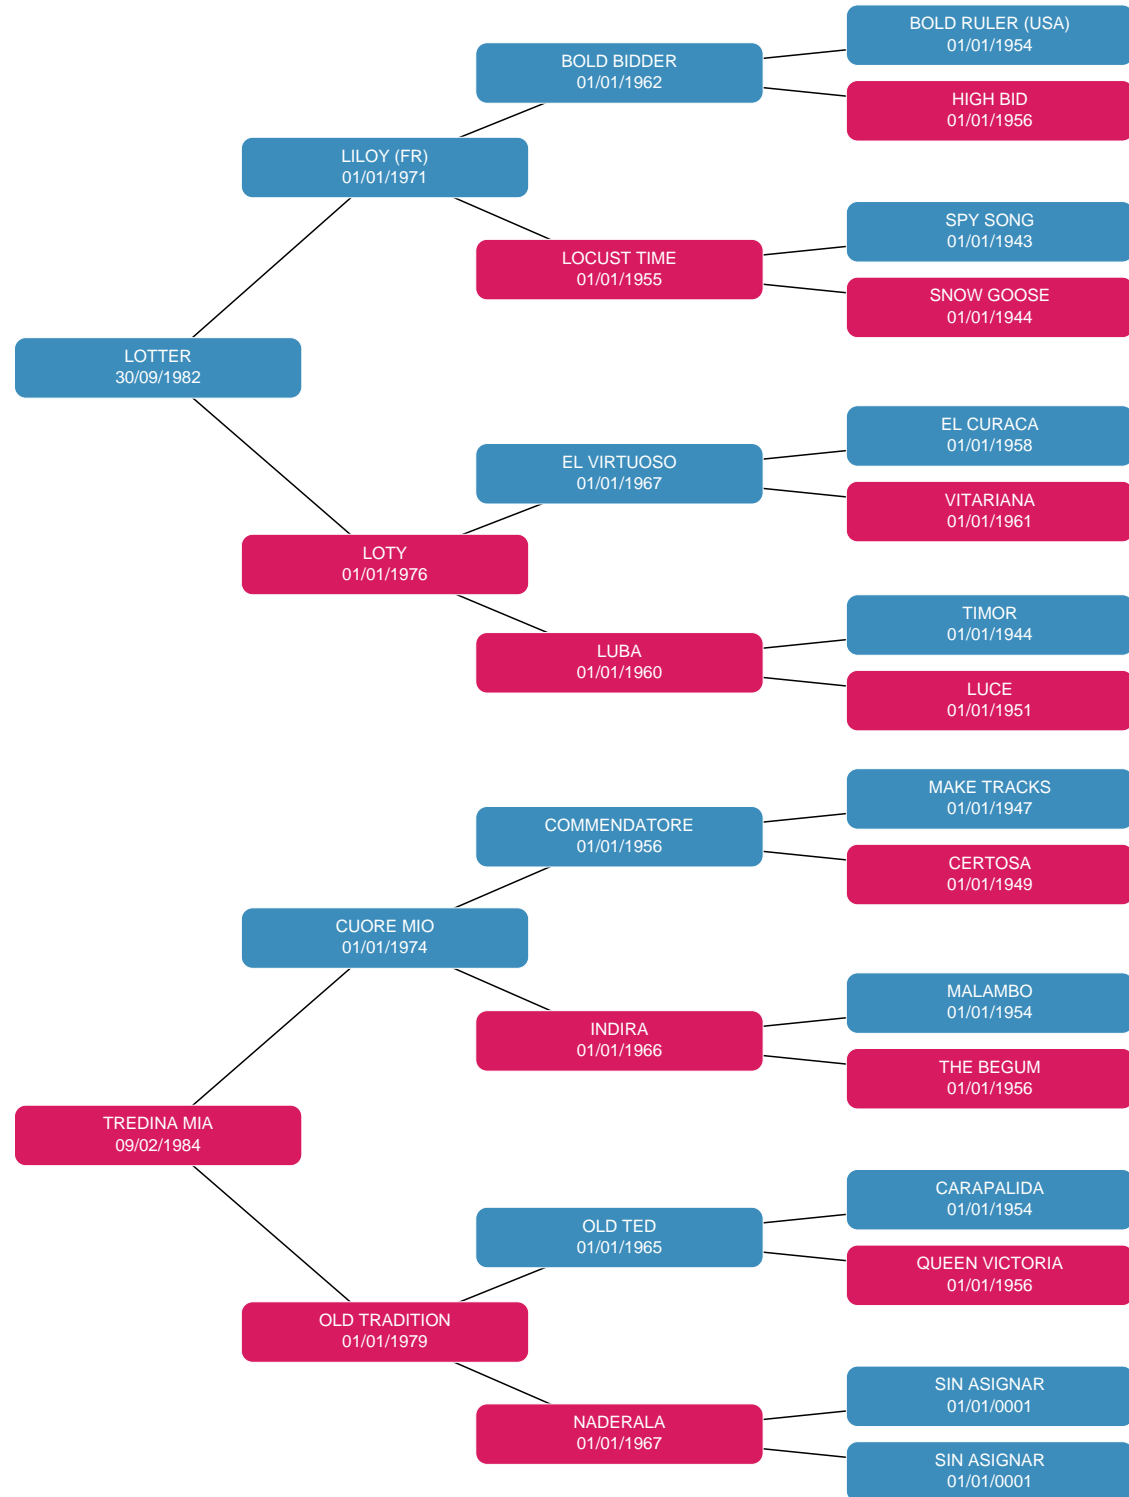 BOLD RULER (USA)
01/01/1954
BOLD BIDDER
01/01/1962
HIGH BID
01/01/1956
LILOY (FR)
01/01/1971
SPY SONG
01/01/1943
LOCUST TIME
01/01/1955
SNOW GOOSE
01/01/1944
LOTTER
30/09/1982
EL CURACA
01/01/1958
EL VIRTUOSO
01/01/1967
VITARIANA
01/01/1961
LOTY
01/01/1976
TIMOR
01/01/1944
LUBA
01/01/1960
LUCE
01/01/1951
MAKE TRACKS
01/01/1947
COMMENDATORE
01/01/1956
CERTOSA
01/01/1949
CUORE MIO
01/01/1974
MALAMBO
01/01/1954
INDIRA
01/01/1966
THE BEGUM
01/01/1956
TREDINA MIA
09/02/1984
CARAPALIDA
01/01/1954
OLD TED
01/01/1965
QUEEN VICTORIA
01/01/1956
OLD TRADITION
01/01/1979
SIN ASIGNAR
01/01/0001
NADERALA
01/01/1967
SIN ASIGNAR
01/01/0001